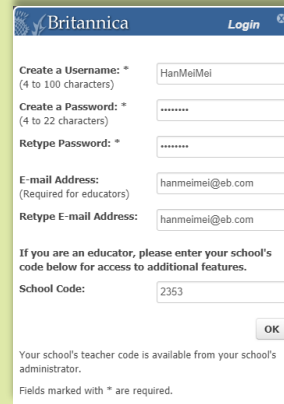 Britannica
Login
Create a Username: *
(4 to 100 characters)
HanMeiMei
Create a Password: *
(4 to 22 characters)
••••••••
Retype Password: *
••••••••
E-mail Address:
(Required for educators)
hanmeimei@eb.com
Retype E-mail Address:
hanmeimei@eb.com
If you are an educator, please enter your school's
code below for access to additional features.
School Code:
2353
OK
Your school's teacher code is available from your school's
administrator.
Fields marked with * are required.